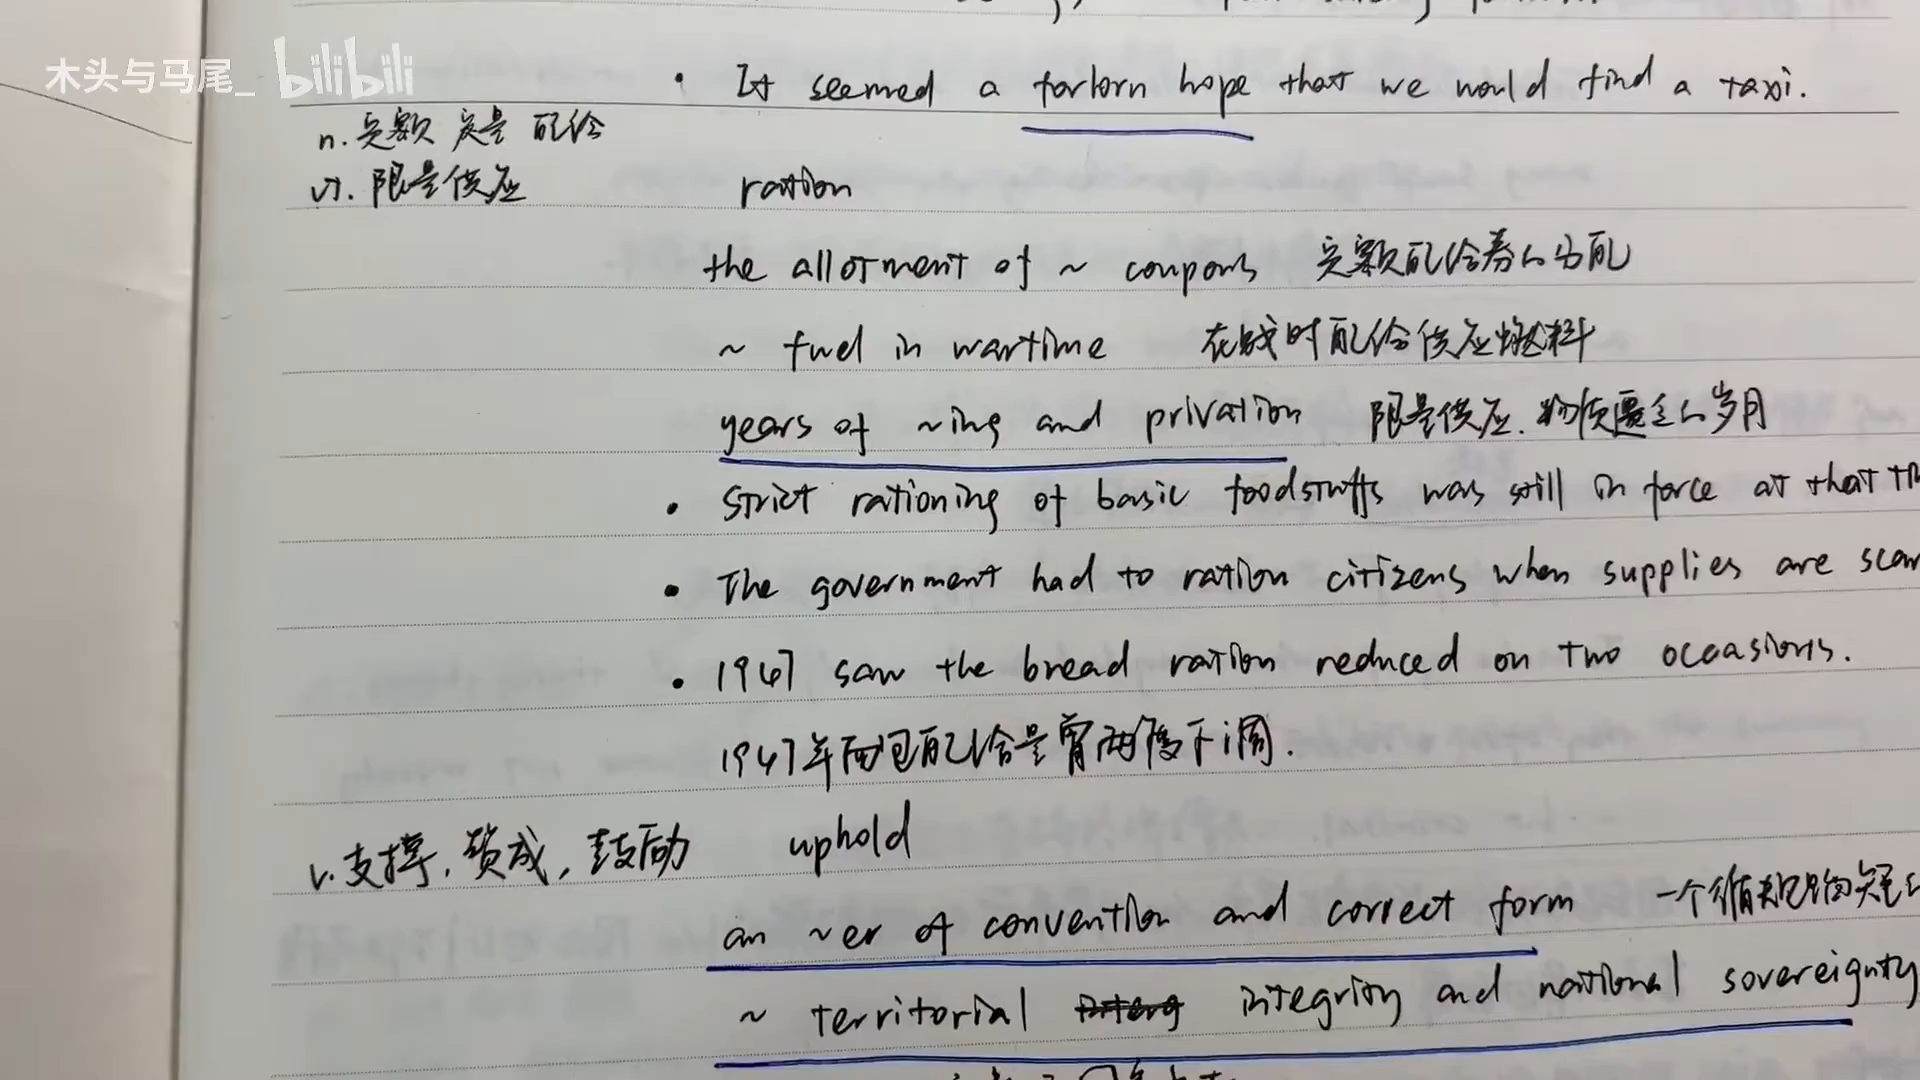 木头与马尾_ bilibili
• It seemed a forlorn hope that we would find a taxi.
n. 定额 定量 配给
vt. 限量供应
ration
the allotment of ~ coupons 定额配给券的分配
~ fuel in wartime 在战时配给供应燃料
years of ~ing and privation 限量供应、物质匮乏的岁月
• Strict rationing of basic foodstuffs was still in force at that
• The government had to ration citizens when supplies are
• 1947 saw the bread ration reduced on two occasions.
1947年面包配给量曾两度下调.
v. 支撑, 赞成, 鼓励 uphold
an ~er of convention and correct form 一个循规蹈矩
~ territorial integrity and national sovereignty